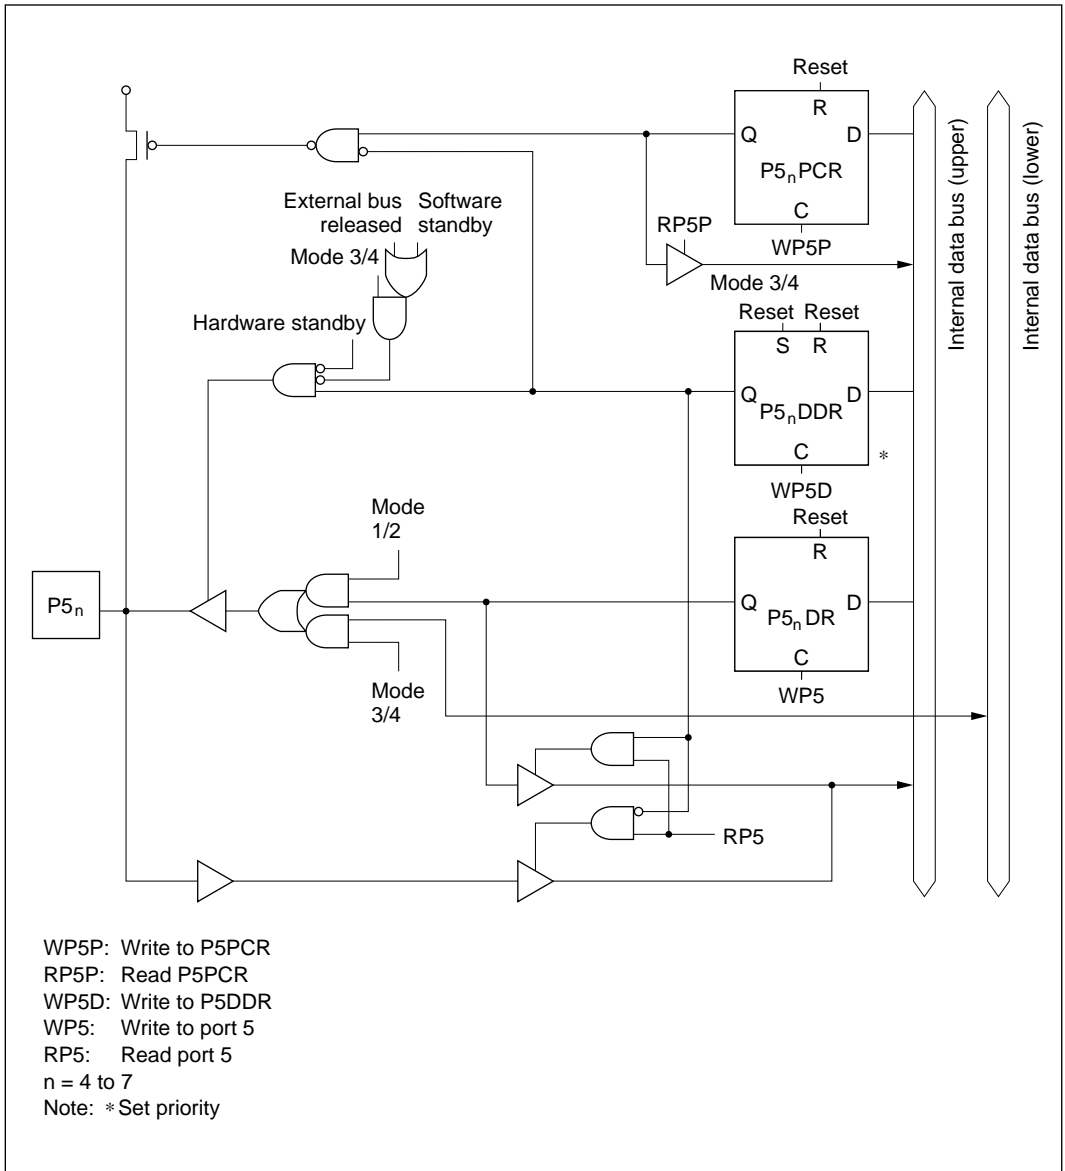 Reset
R
Q D
P5nPCR
C
WP5P
External bus released
Software standby
RP5P
Mode 3/4
Mode 3/4
Hardware standby
Reset Reset
S R
Q D
P5nDDR
C
*
WP5D
Mode 1/2
Reset
R
P5n
Q D
P5nDR
C
WP5
Mode 3/4
RP5
Internal data bus (upper)
Internal data bus (lower)
WP5P: Write to P5PCR
RP5P: Read P5PCR
WP5D: Write to P5DDR
WP5: Write to port 5
RP5: Read port 5
n = 4 to 7
Note: * Set priority